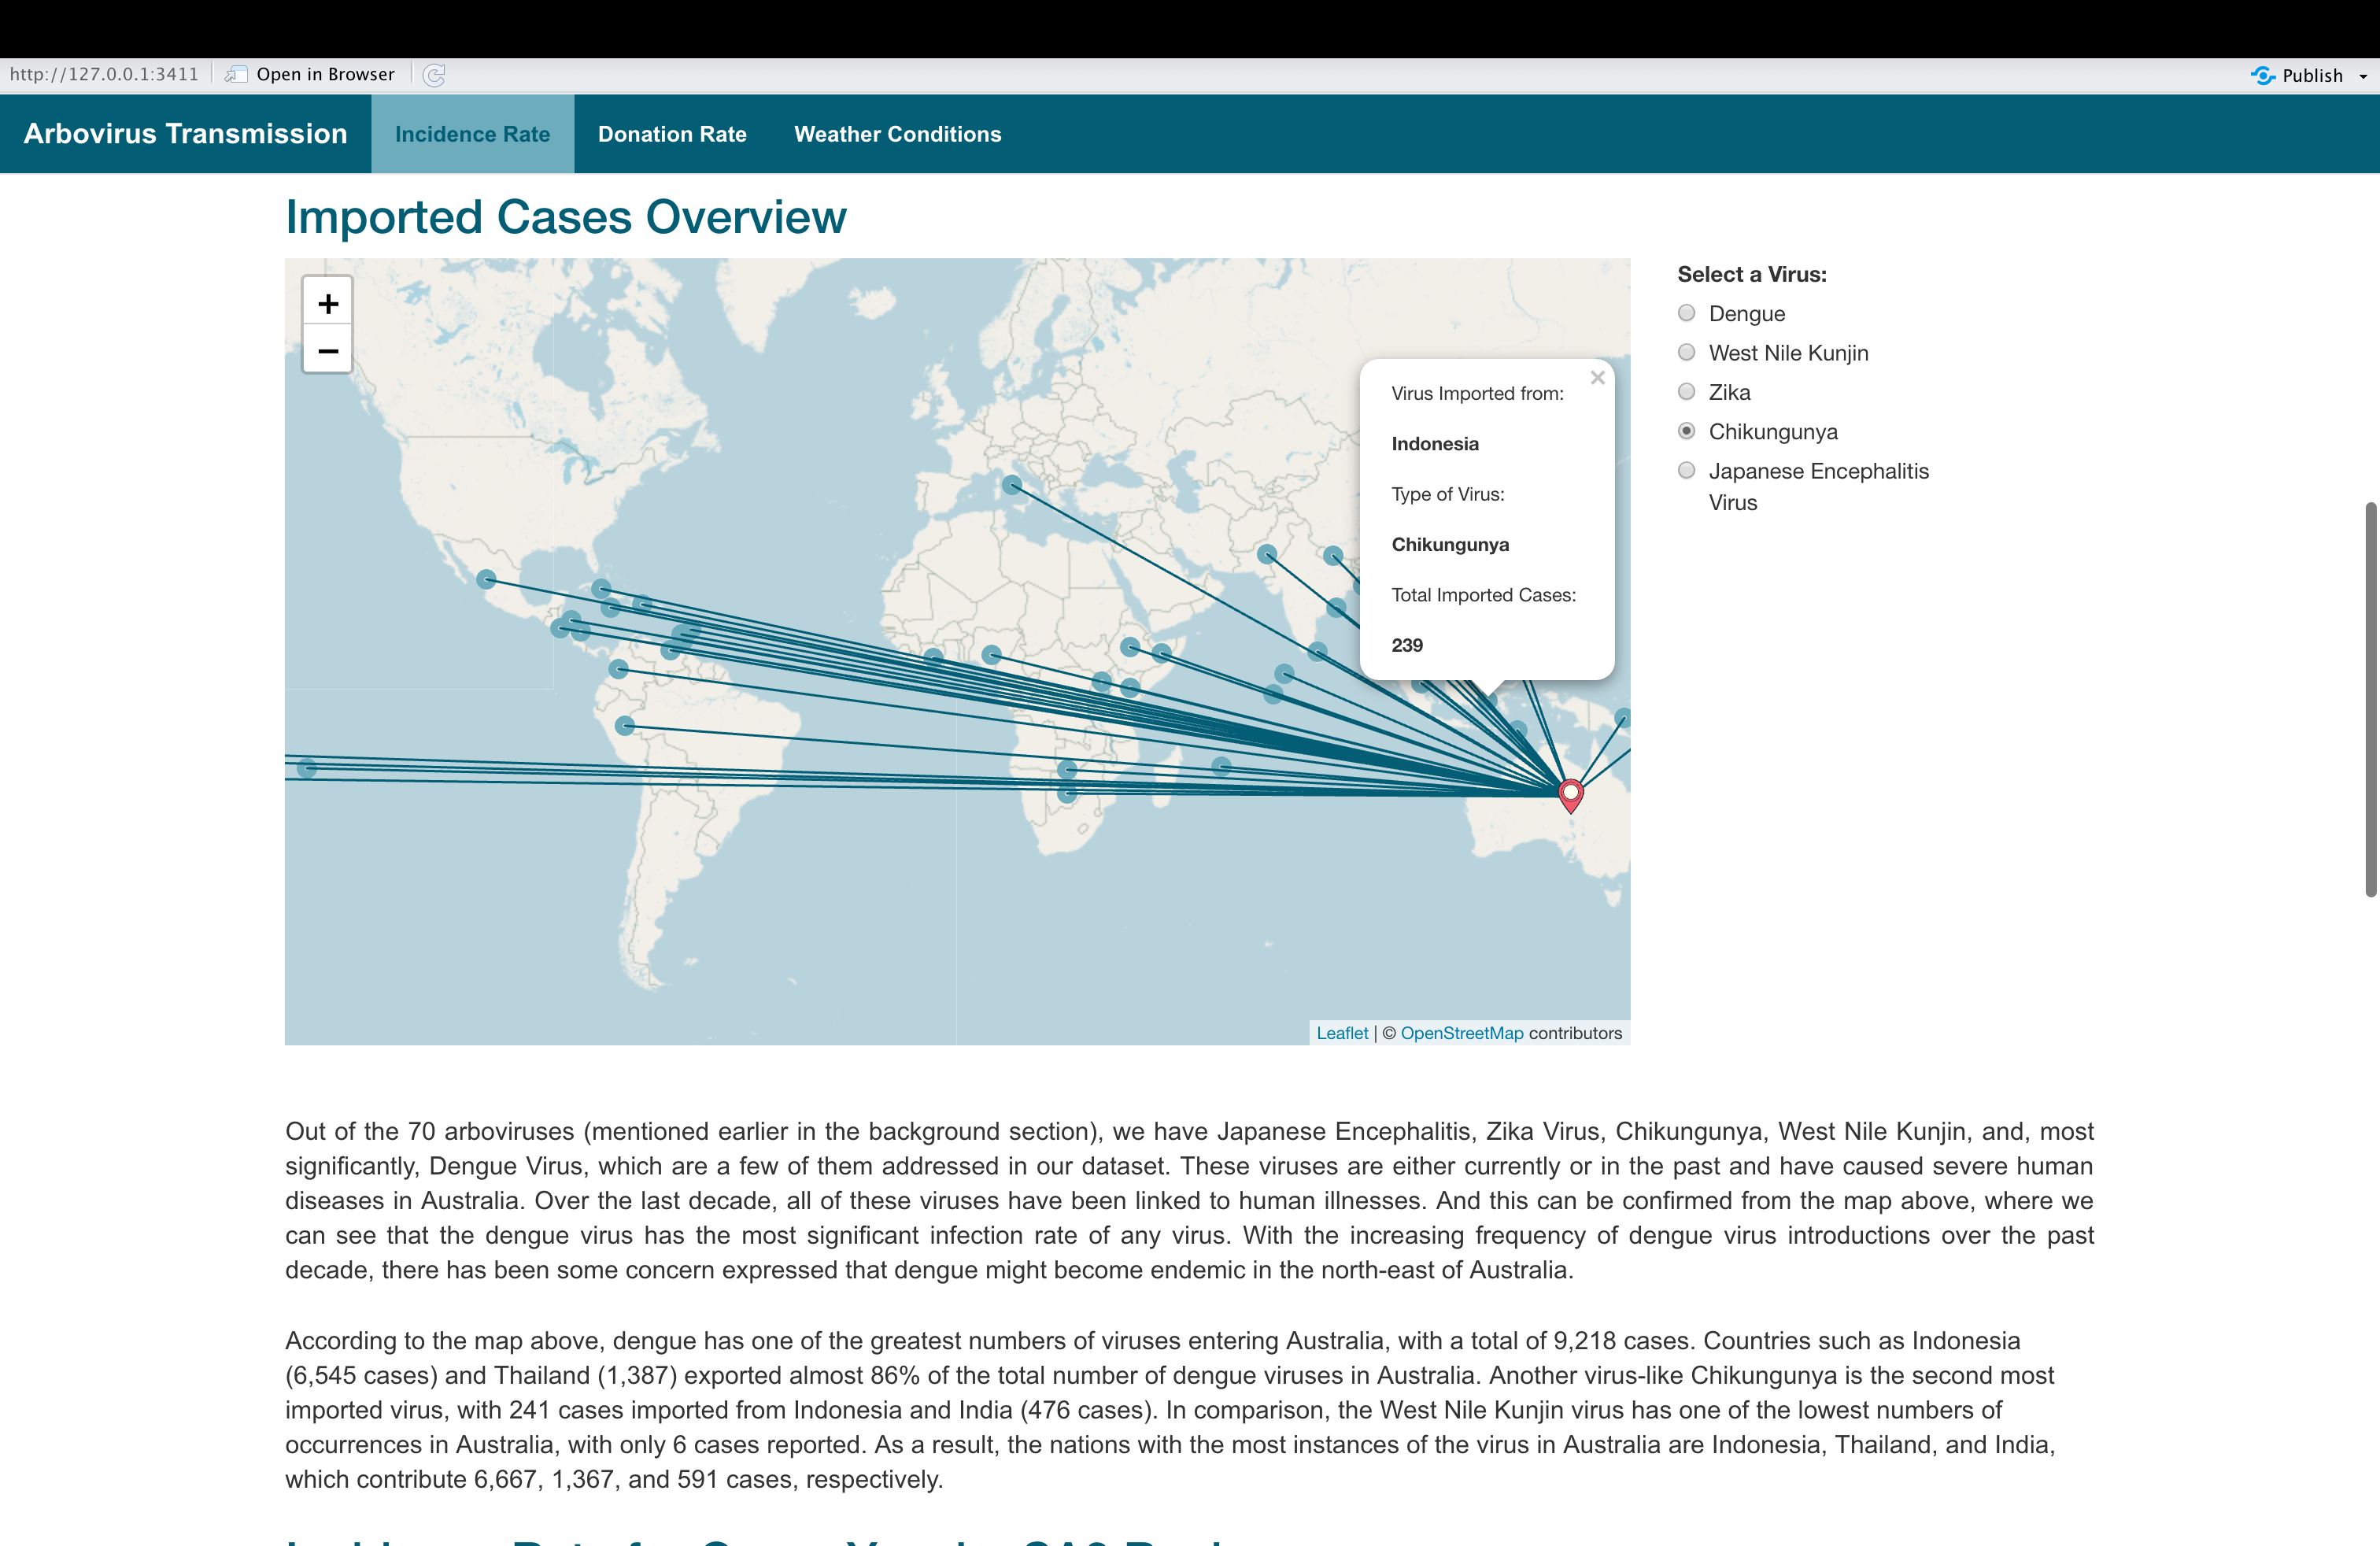 http://127.0.0.1:3411
Open in Browser
Publish
Arbovirus Transmission
Incidence Rate
Donation Rate
Weather Conditions
Imported Cases Overview
+
−
Virus Imported from:
Indonesia
Type of Virus:
Chikungunya
Total Imported Cases:
239
×
Leaflet | © OpenStreetMap contributors
Select a Virus:
Dengue
West Nile Kunjin
Zika
Chikungunya
Japanese Encephalitis
Virus
Out of the 70 arboviruses (mentioned earlier in the background section), we have Japanese Encephalitis, Zika Virus, Chikungunya, West Nile Kunjin, and, most
significantly, Dengue Virus, which are a few of them addressed in our dataset. These viruses are either currently or in the past and have caused severe human
diseases in Australia. Over the last decade, all of these viruses have been linked to human illnesses. And this can be confirmed from the map above, where we
can see that the dengue virus has the most significant infection rate of any virus. With the increasing frequency of dengue virus introductions over the past
decade, there has been some concern expressed that dengue might become endemic in the north-east of Australia.
According to the map above, dengue has one of the greatest numbers of viruses entering Australia, with a total of 9,218 cases. Countries such as Indonesia
(6,545 cases) and Thailand (1,387) exported almost 86% of the total number of dengue viruses in Australia. Another virus-like Chikungunya is the second most
imported virus, with 241 cases imported from Indonesia and India (476 cases). In comparison, the West Nile Kunjin virus has one of the lowest numbers of
occurrences in Australia, with only 6 cases reported. As a result, the nations with the most instances of the virus in Australia are Indonesia, Thailand, and India,
which contribute 6,667, 1,367, and 591 cases, respectively.